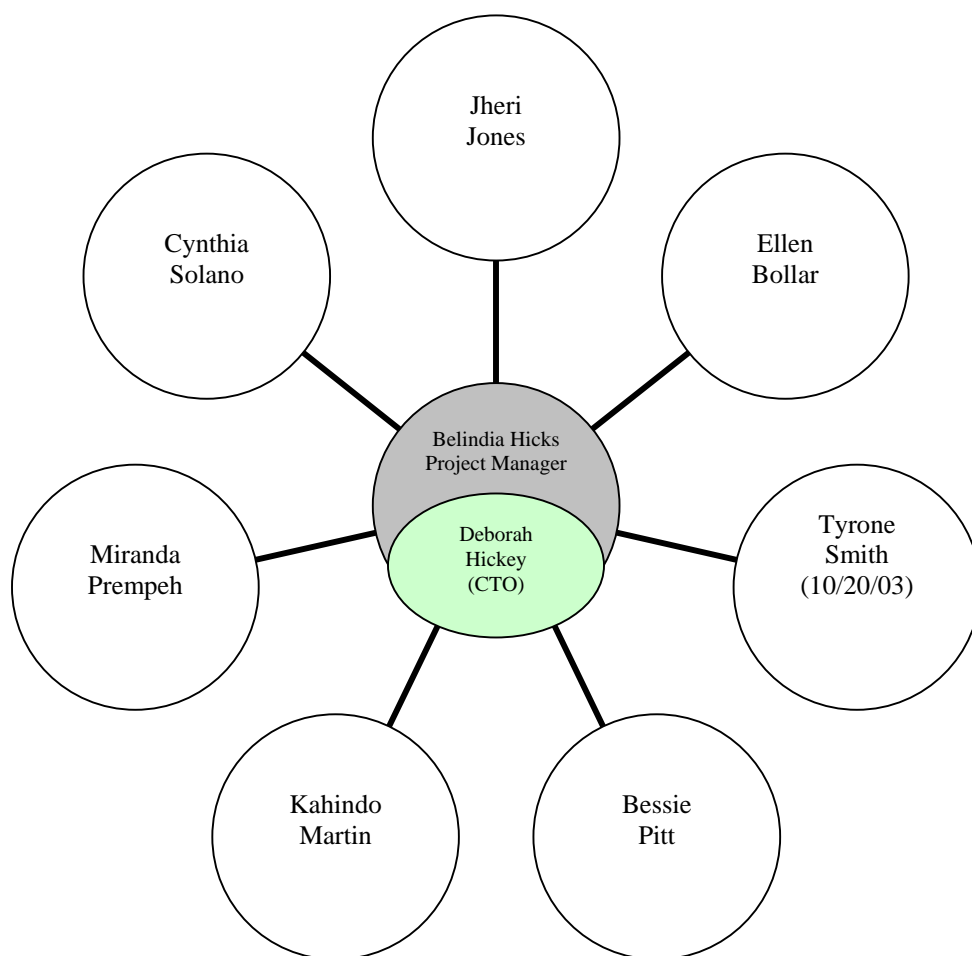 Jheri
Jones
Cynthia
Solano
Ellen
Bollar
Belindia Hicks
Project Manager
Deborah
Hickey
(CTO)
Miranda
Prempeh
Tyrone
Smith
(10/20/03)
Kahindo
Martin
Bessie
Pitt